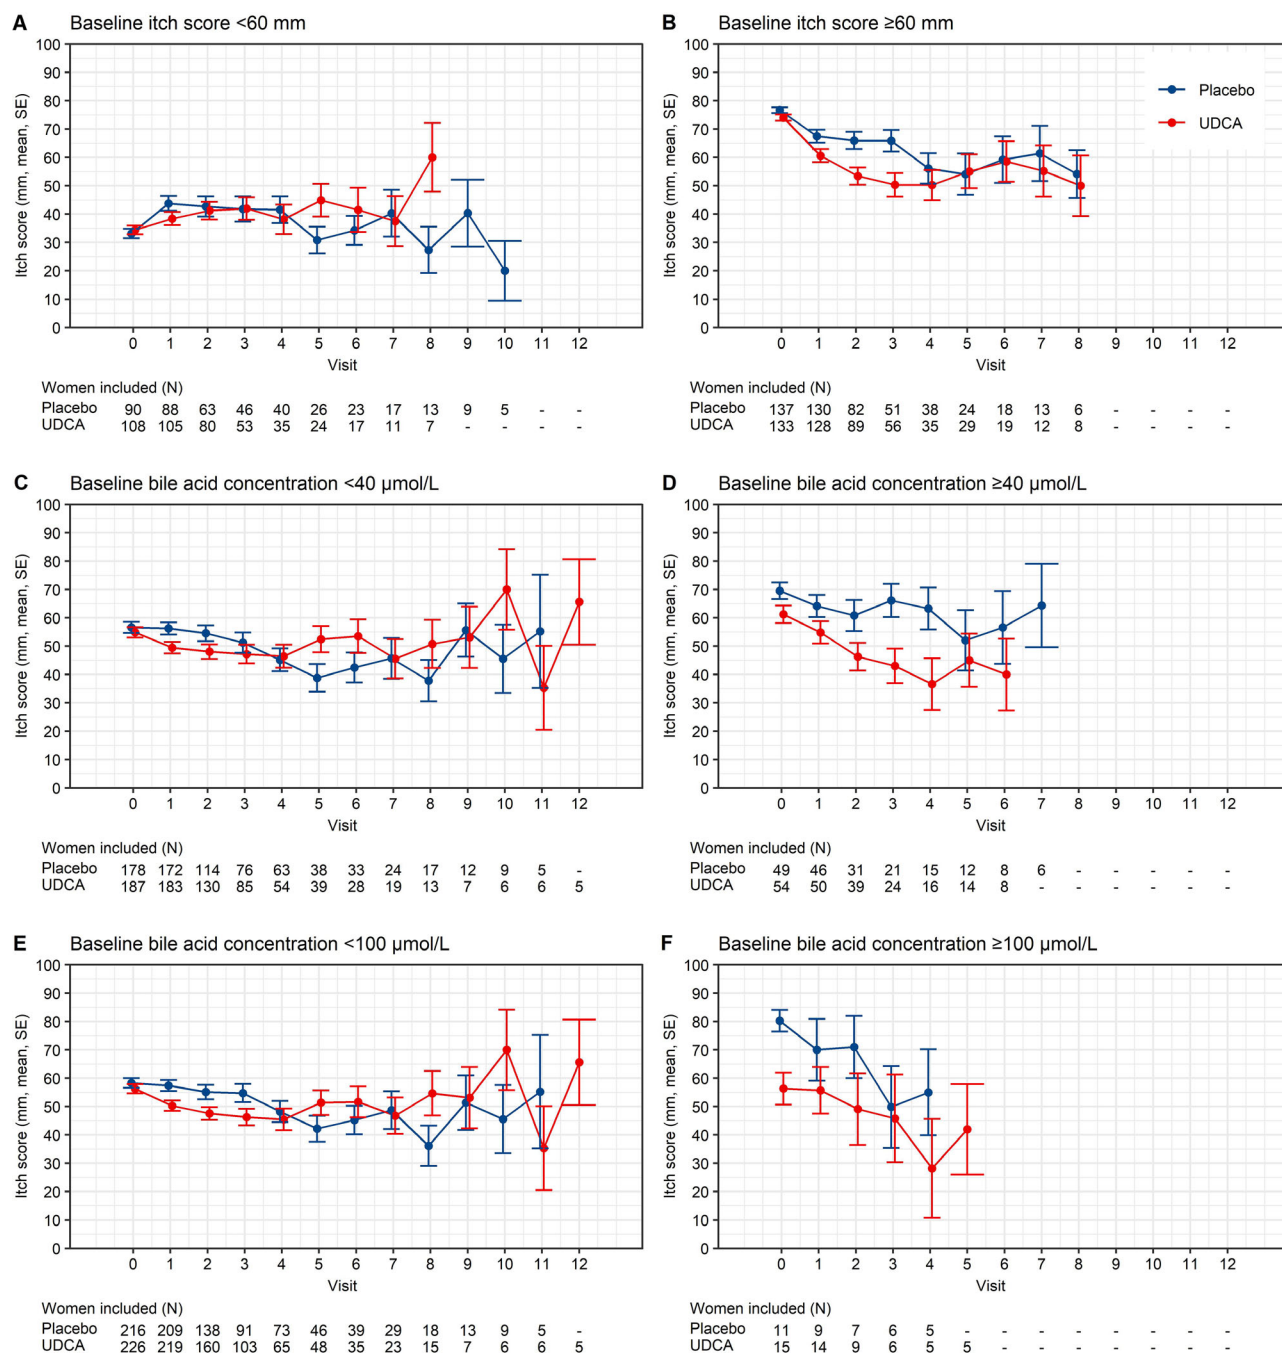 A Baseline itch score <60 mm
Itch score (mm, mean, SE)
100
90
80
70
60
50
40
30
20
10
0
0 1 2 3 4 5 6 7 8 9 10 11 12
Visit
Women included (N)
Placebo 90 88 63 46 40 26 23 17 13 9 5 - -
UDCA 108 105 80 53 35 24 17 11 7 - - - -
B Baseline itch score ≥60 mm
Placebo
UDCA
Itch score (mm, mean, SE)
100
90
80
70
60
50
40
30
20
10
0
0 1 2 3 4 5 6 7 8 9 10 11 12
Visit
Women included (N)
Placebo 137 130 82 51 38 24 18 13 6 - - - -
UDCA 133 128 89 56 35 29 19 12 8 - - - -
C Baseline bile acid concentration <40 µmol/L
Itch score (mm, mean, SE)
100
90
80
70
60
50
40
30
20
10
0
0 1 2 3 4 5 6 7 8 9 10 11 12
Visit
Women included (N)
Placebo 178 172 114 76 63 38 33 24 17 12 9 5 -
UDCA 187 183 130 85 54 39 28 19 13 7 6 6 5
D Baseline bile acid concentration ≥40 µmol/L
Itch score (mm, mean, SE)
100
90
80
70
60
50
40
30
20
10
0
0 1 2 3 4 5 6 7 8 9 10 11 12
Visit
Women included (N)
Placebo 49 46 31 21 15 12 8 6 - - - - -
UDCA 54 50 39 24 16 14 8 - - - - - -
E Baseline bile acid concentration <100 µmol/L
Itch score (mm, mean, SE)
100
90
80
70
60
50
40
30
20
10
0
0 1 2 3 4 5 6 7 8 9 10 11 12
Visit
Women included (N)
Placebo 216 209 138 91 73 46 39 29 18 13 9 5 -
UDCA 226 219 160 103 65 48 35 23 15 7 6 6 5
F Baseline bile acid concentration ≥100 µmol/L
Itch score (mm, mean, SE)
100
90
80
70
60
50
40
30
20
10
0
0 1 2 3 4 5 6 7 8 9 10 11 12
Visit
Women included (N)
Placebo 11 9 7 6 5 - - - - - - - -
UDCA 15 14 9 6 5 5 - - - - - - -